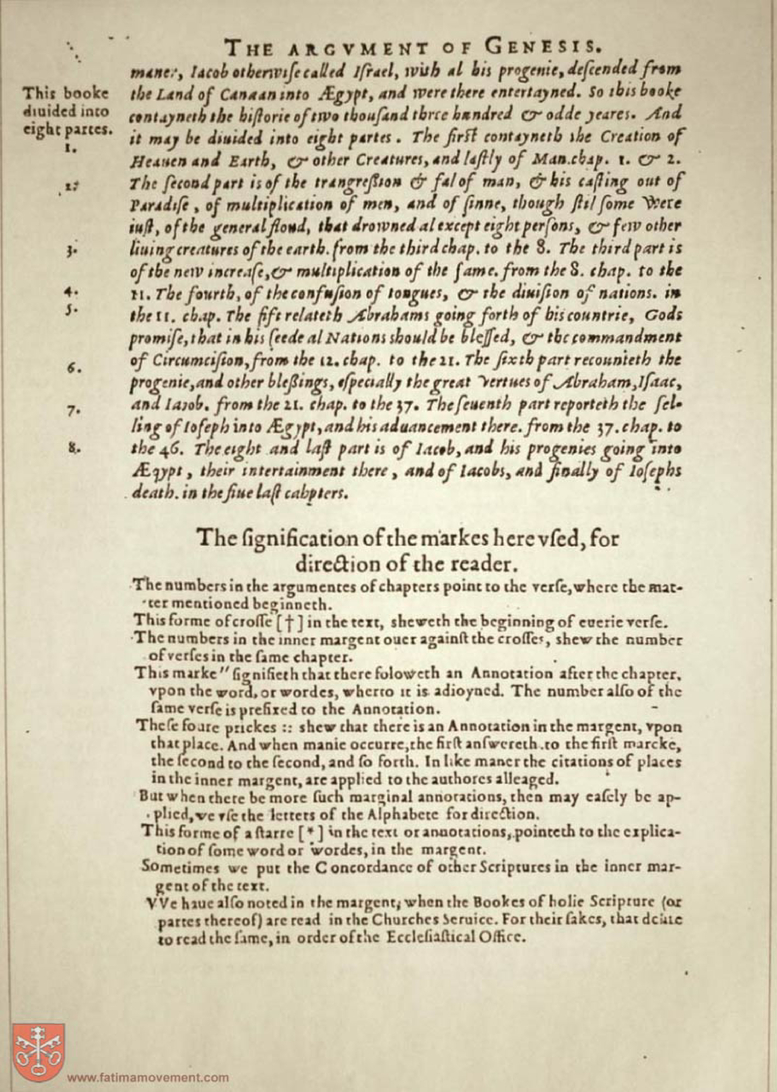 THE ARGVMENT OF GENESIS.
maner, Iacob otherwiſe called Iſrael, with al his progenie, deſcended from
This booke
diuided into
eight partes.
the Land of Canaan into Ægypt, and were there entertayned. So this booke
contayneth the hiſtorie of two thouſand three hundred & odde yeares. And
it may be diuided into eight partes. The firſt contayneth the Creation of
1.
Heauen and Earth, & other Creatures, and laſtly of Man. chap. 1. & 2.
2.
The ſecond part is of the trangreſsion & fal of man, & his caſting out of
Paradiſe, of multiplication of men, and of ſinne, though ſtil ſome were
iuſt, of the general floud, that drowned al except eight perſons, & few other
3.
liuing creatures of the earth. from the third chap. to the 8. The third part is
of the new increaſe, & multiplication of the ſame. from the 8. chap. to the
4.
11. The fourth, of the confuſion of tongues, & the diuiſion of nations. in
5.
the 11. chap. The fift relateth Abrahams going forth of his countrie, Gods
promiſe, that in his ſeede al Nations should be bleſſed, & the commandment
6.
of Circumciſion, from the 12. chap. to the 21. The ſixth part recounteth the
progenie, and other bleßings, eſpecially the great vertues of Abraham, Iſaac,
7.
and Iacob. from the 21. chap. to the 37. The ſeuenth part reporteth the ſel-
ling of Ioſeph into Ægypt, and his aduancement there. from the 37. chap. to
8.
the 46. The eight and laſt part is of Iacob, and his progenies going into
Ægypt, their intertainment there, and of Iacobs, and finally of Ioſephs
death. in the fiue laſt cahpters.
The ſignification of the markes here vſed, for
direction of the reader.
The numbers in the argumentes of chapters point to the verſe, where the mat-
ter mentioned beginneth.
This forme of croſſe [†] in the text, sheweth the beginning of euerie verſe.
The numbers in the inner margent ouer againſt the croſſes, shew the number
of verſes in the ſame chapter.
This marke " ſignifieth that there foloweth an Annotation after the chapter,
vpon the word, or wordes, wherto it is adioyned. The number alſo of the
ſame verſe is prefixed to the Annotation.
Theſe foure prickes :: shew that there is an Annotation in the margent, vpon
that place. And when manie occurre, the firſt anſwereth to the firſt marcke,
the ſecond to the ſecond, and ſo forth. In like maner the citations of places
in the inner margent, are applied to the authores alleaged.
But when there be more ſuch marginal annotations, then may eaſely be ap-
plied, we vſe the letters of the Alphabete for direction.
This forme of a ſtarre [*] in the text or annotations, pointeth to the explica-
tion of ſome word or wordes, in the margent.
Sometimes we put the Concordance of other Scriptures in the inner mar-
gent of the text.
VVe haue alſo noted in the margent, when the Bookes of holie Scripture (or
partes thereof) are read in the Churches Seruice. For their ſakes, that deſire
to read the ſame, in order of the Eccleſiaſtical Office.
www.fatimamovement.com